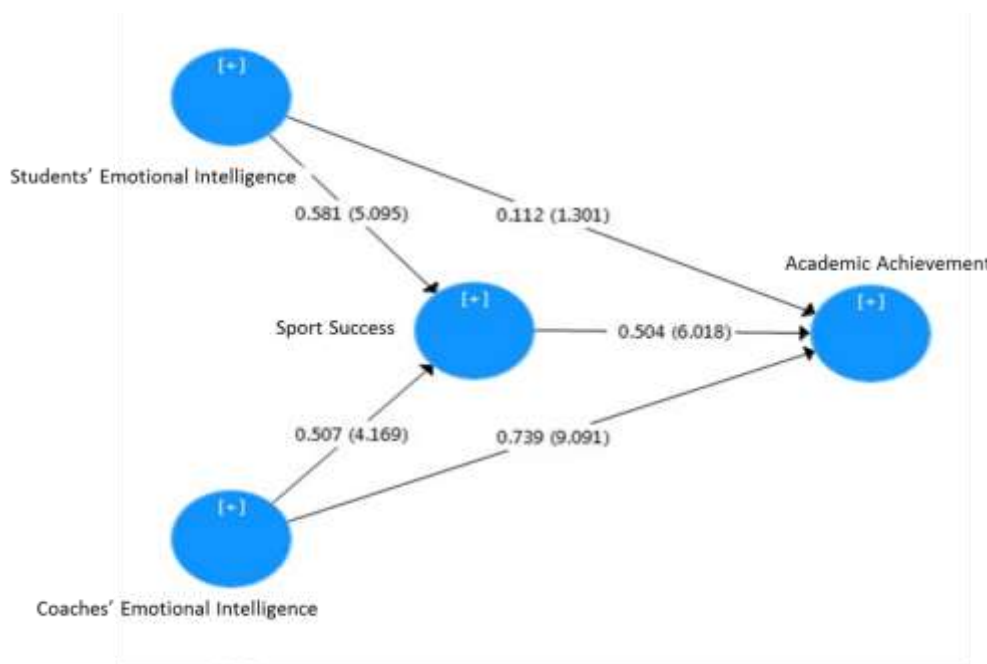 [+]
Students' Emotional Intelligence
0.581 (5.095)
0.112 (1.301)
Academic Achievement
[+]
[+]
Sport Success
0.504 (6.018)
0.507 (4.169)
0.739 (9.091)
[+]
Coaches' Emotional Intelligence